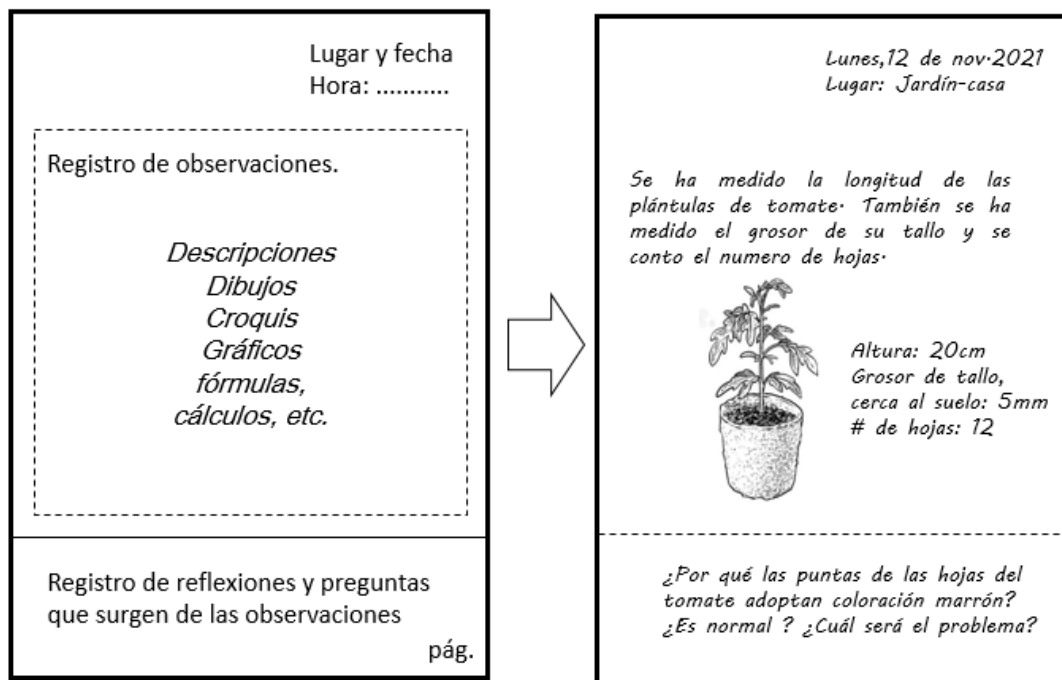 Lugar y fecha
Hora: ...........
Registro de observaciones.
Descripciones
Dibujos
Croquis
Gráficos
fórmulas,
cálculos, etc.
Registro de reflexiones y preguntas
que surgen de las observaciones
pág.
Lunes,12 de nov.2021
Lugar: Jardín-casa
Se ha medido la longitud de las
plántulas de tomate. También se ha
medido el grosor de su tallo y se
conto el numero de hojas.
Altura: 20cm
Grosor de tallo,
cerca al suelo: 5mm
# de hojas: 12
¿Por qué las puntas de las hojas del
tomate adoptan coloración marrón?
¿Es normal ? ¿Cuál será el problema?